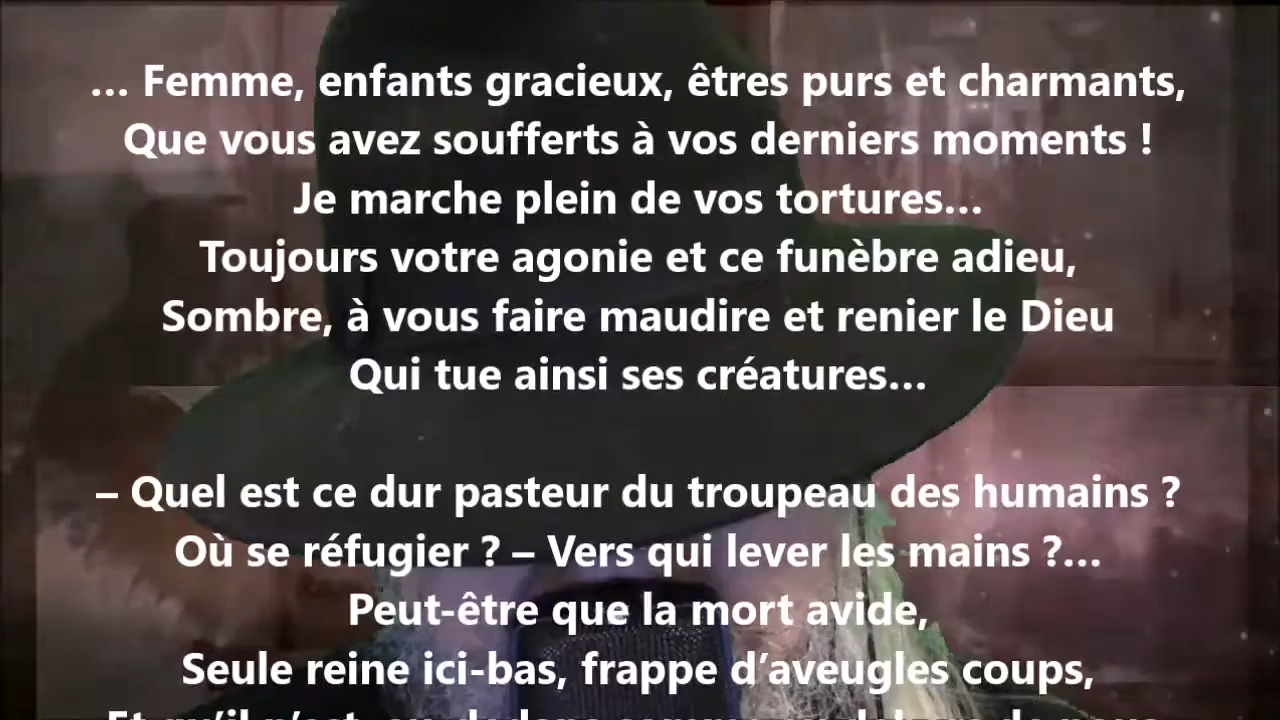 … Femme, enfants gracieux, êtres purs et charmants,
Que vous avez soufferts à vos derniers moments !
Je marche plein de vos tortures…
Toujours votre agonie et ce funèbre adieu,
Sombre, à vous faire maudire et renier le Dieu
Qui tue ainsi ses créatures…
– Quel est ce dur pasteur du troupeau des humains ?
Où se réfugier ? – Vers qui lever les mains ?…
Peut-être que la mort avide,
Seule reine ici-bas, frappe d’aveugles coups,